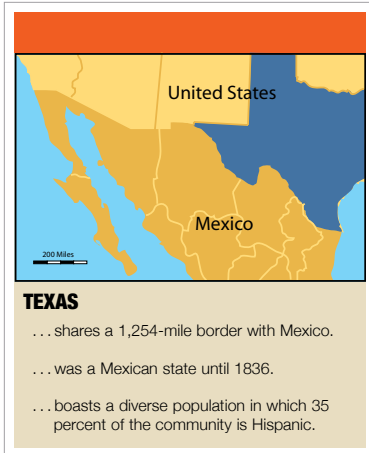 United States
Mexico
200 Miles
TEXAS
. . . shares a 1,254-mile border with Mexico.
. . . was a Mexican state until 1836.
. . . boasts a diverse population in which 35
percent of the community is Hispanic.